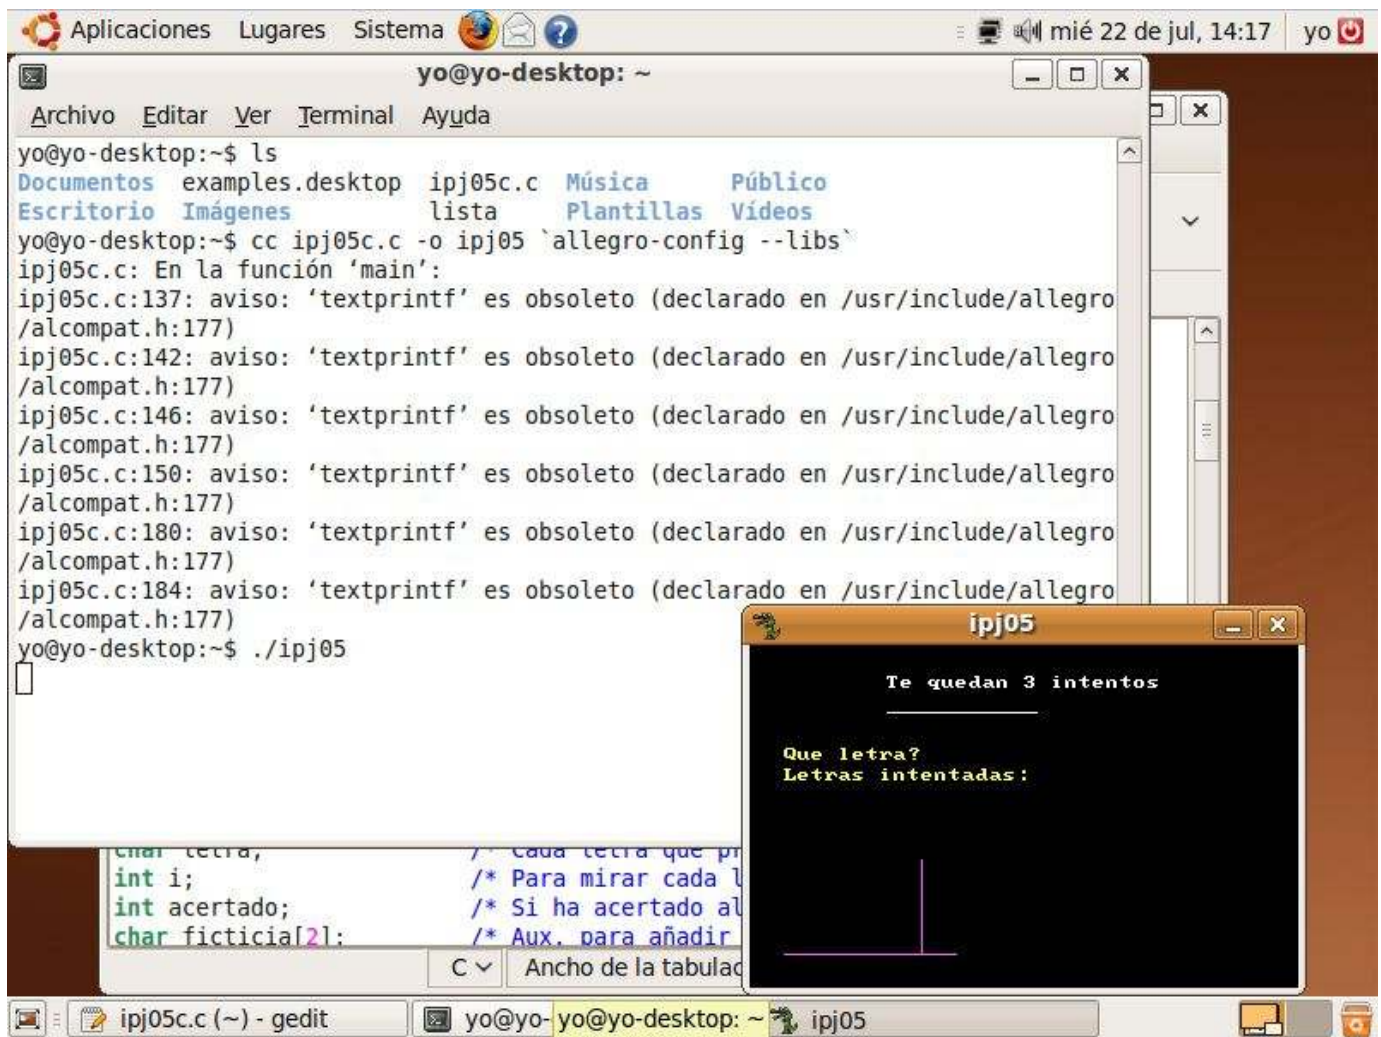 Aplicaciones Lugares Sistema mié 22 de jul, 14:17 yo
yo@yo-desktop: ~
Archivo Editar Ver Terminal Ayuda
yo@yo-desktop:~$ ls
Documentos examples.desktop ipj05c.c Música Público
Escritorio Imágenes lista Plantillas Vídeos
yo@yo-desktop:~$ cc ipj05c.c -o ipj05 `allegro-config --libs`
ipj05c.c: En la función ‘main’:
ipj05c.c:137: aviso: ‘textprintf’ es obsoleto (declarado en /usr/include/allegro
/alcompat.h:177)
ipj05c.c:142: aviso: ‘textprintf’ es obsoleto (declarado en /usr/include/allegro
/alcompat.h:177)
ipj05c.c:146: aviso: ‘textprintf’ es obsoleto (declarado en /usr/include/allegro
/alcompat.h:177)
ipj05c.c:150: aviso: ‘textprintf’ es obsoleto (declarado en /usr/include/allegro
/alcompat.h:177)
ipj05c.c:180: aviso: ‘textprintf’ es obsoleto (declarado en /usr/include/allegro
/alcompat.h:177)
ipj05c.c:184: aviso: ‘textprintf’ es obsoleto (declarado en /usr/include/allegro
/alcompat.h:177)
yo@yo-desktop:~$ ./ipj05
ipj05
Te quedan 3 intentos
Que letra?
Letras intentadas:
char letra; /* Cada letra que
int i; /* Para mirar cada
int acertado; /* Si ha acertado
char ficticia[2]; /* Aux. para añadir
C Ancho de la
ipj05c.c (~) - gedit yo@yo- yo@yo-desktop: ~ ipj05